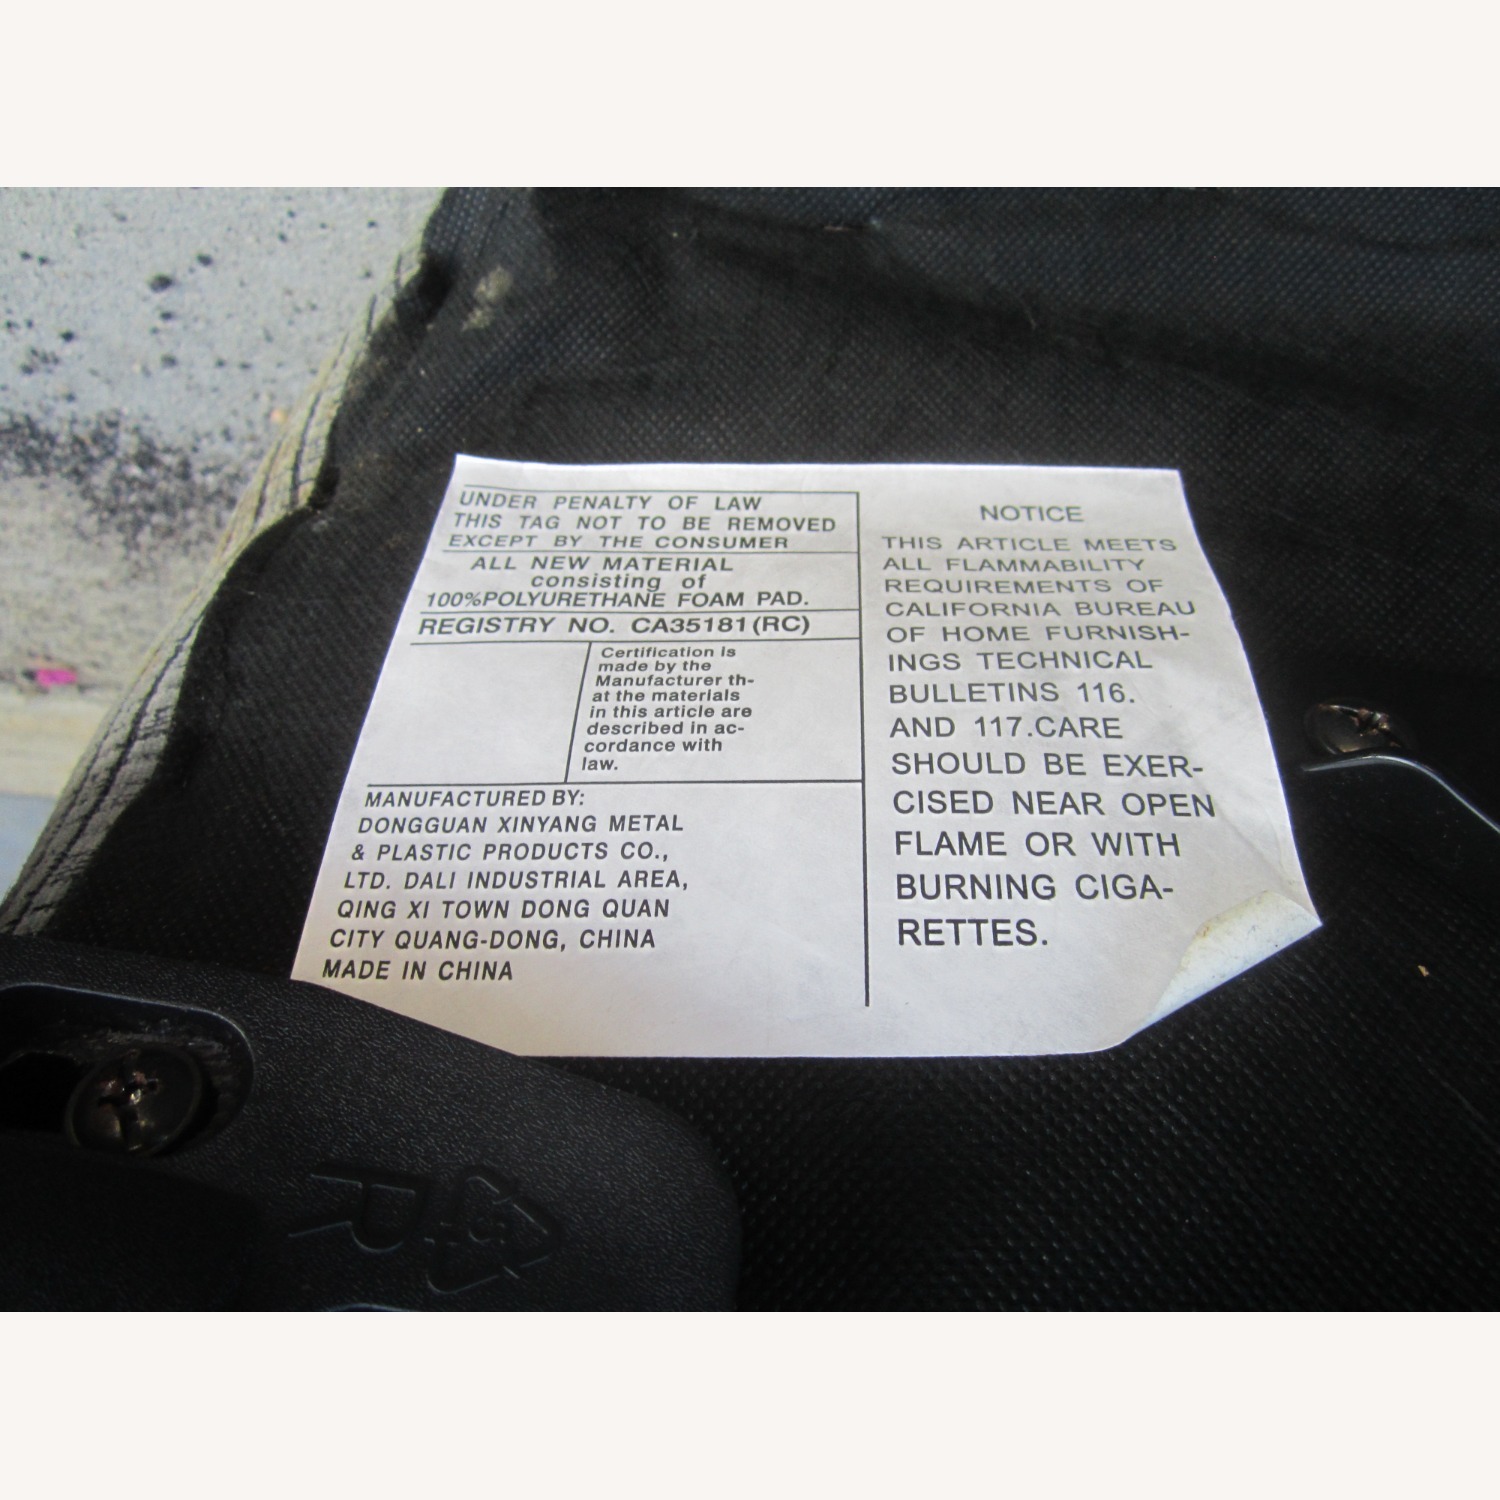 UNDER PENALTY OF LAW
THIS TAG NOT TO BE REMOVED
EXCEPT BY THE CONSUMER
ALL NEW MATERIAL
consisting of
100%POLYURETHANE FOAM PAD.
REGISTRY NO. CA35181(RC)
Certification is
made by the
Manufacturer th-
at the materials
in this article are
described in ac-
cordance with
law.
MANUFACTURED BY:
DONGGUAN XINYANG METAL
& PLASTIC PRODUCTS CO.,
LTD. DALI INDUSTRIAL AREA,
QING XI TOWN DONG QUAN
CITY QUANG-DONG, CHINA
MADE IN CHINA
NOTICE
THIS ARTICLE MEETS
ALL FLAMMABILITY
REQUIREMENTS OF
CALIFORNIA BUREAU
OF HOME FURNISH-
INGS TECHNICAL
BULLETINS 116.
AND 117.CARE
SHOULD BE EXER-
CISED NEAR OPEN
FLAME OR WITH
BURNING CIGA-
RETTES.